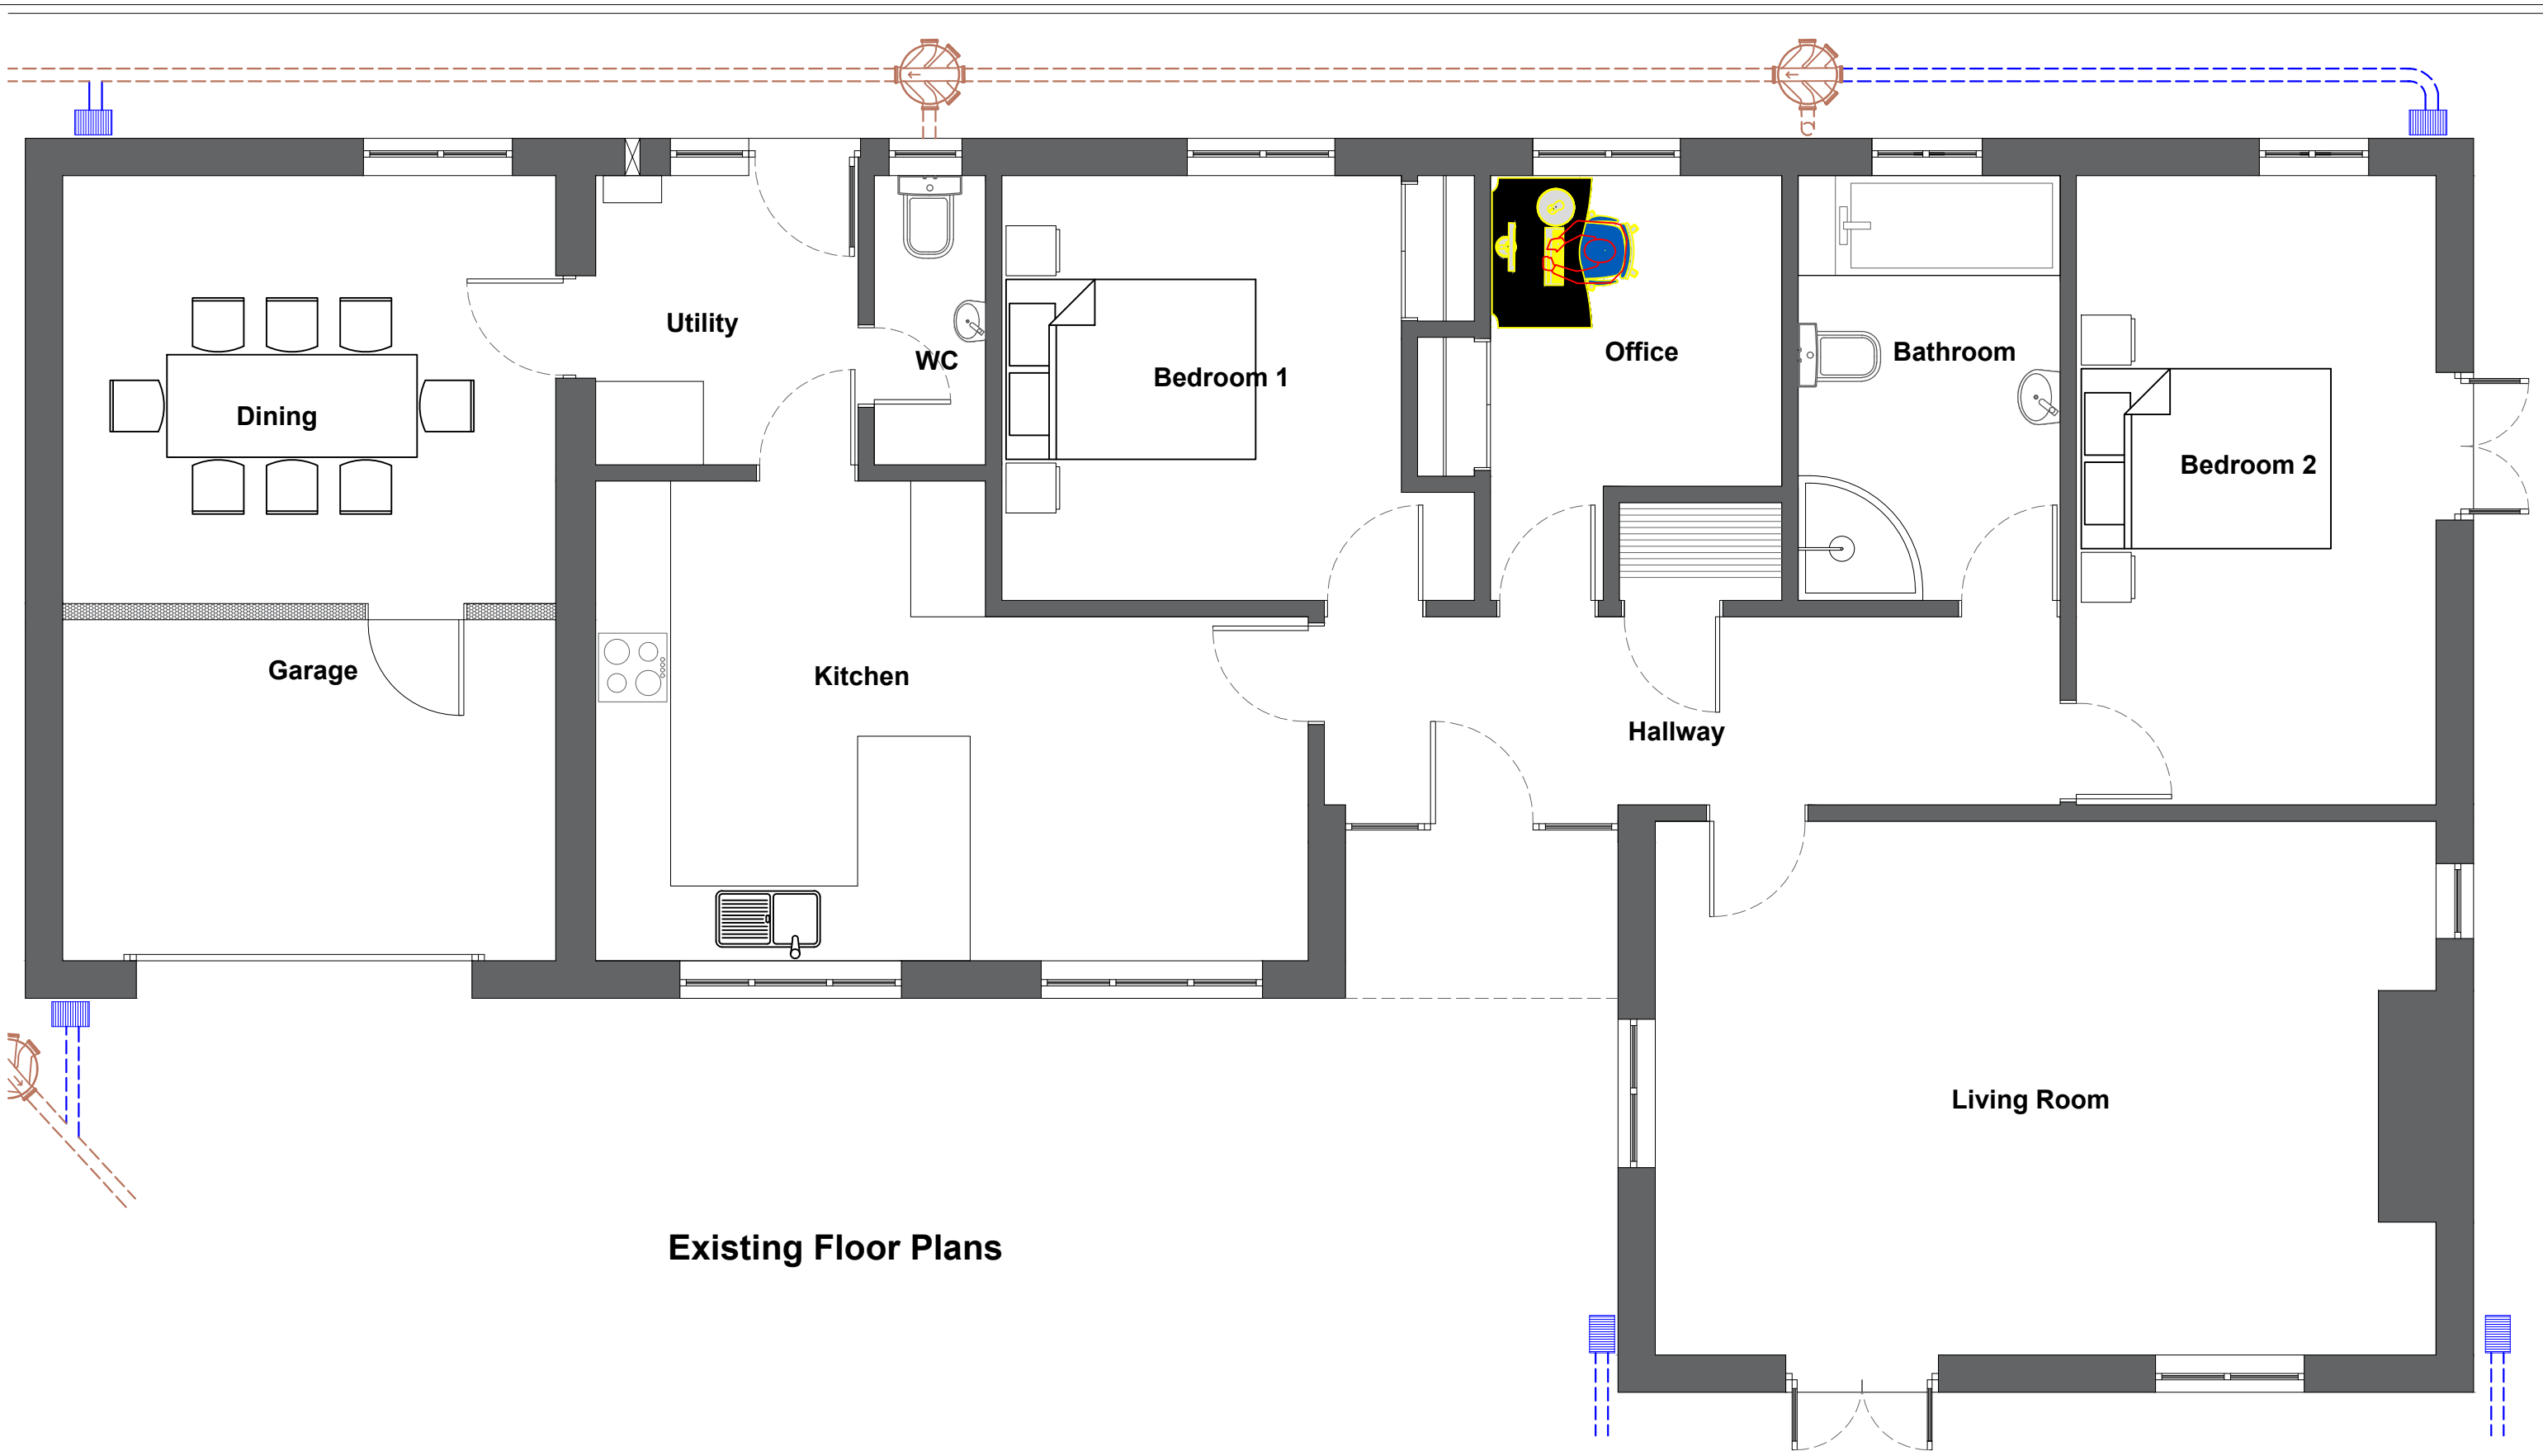 Utility
WC
Bedroom 1
Office
Bathroom
Dining
Bedroom 2
Garage
Kitchen
Hallway
Living Room
Existing Floor Plans